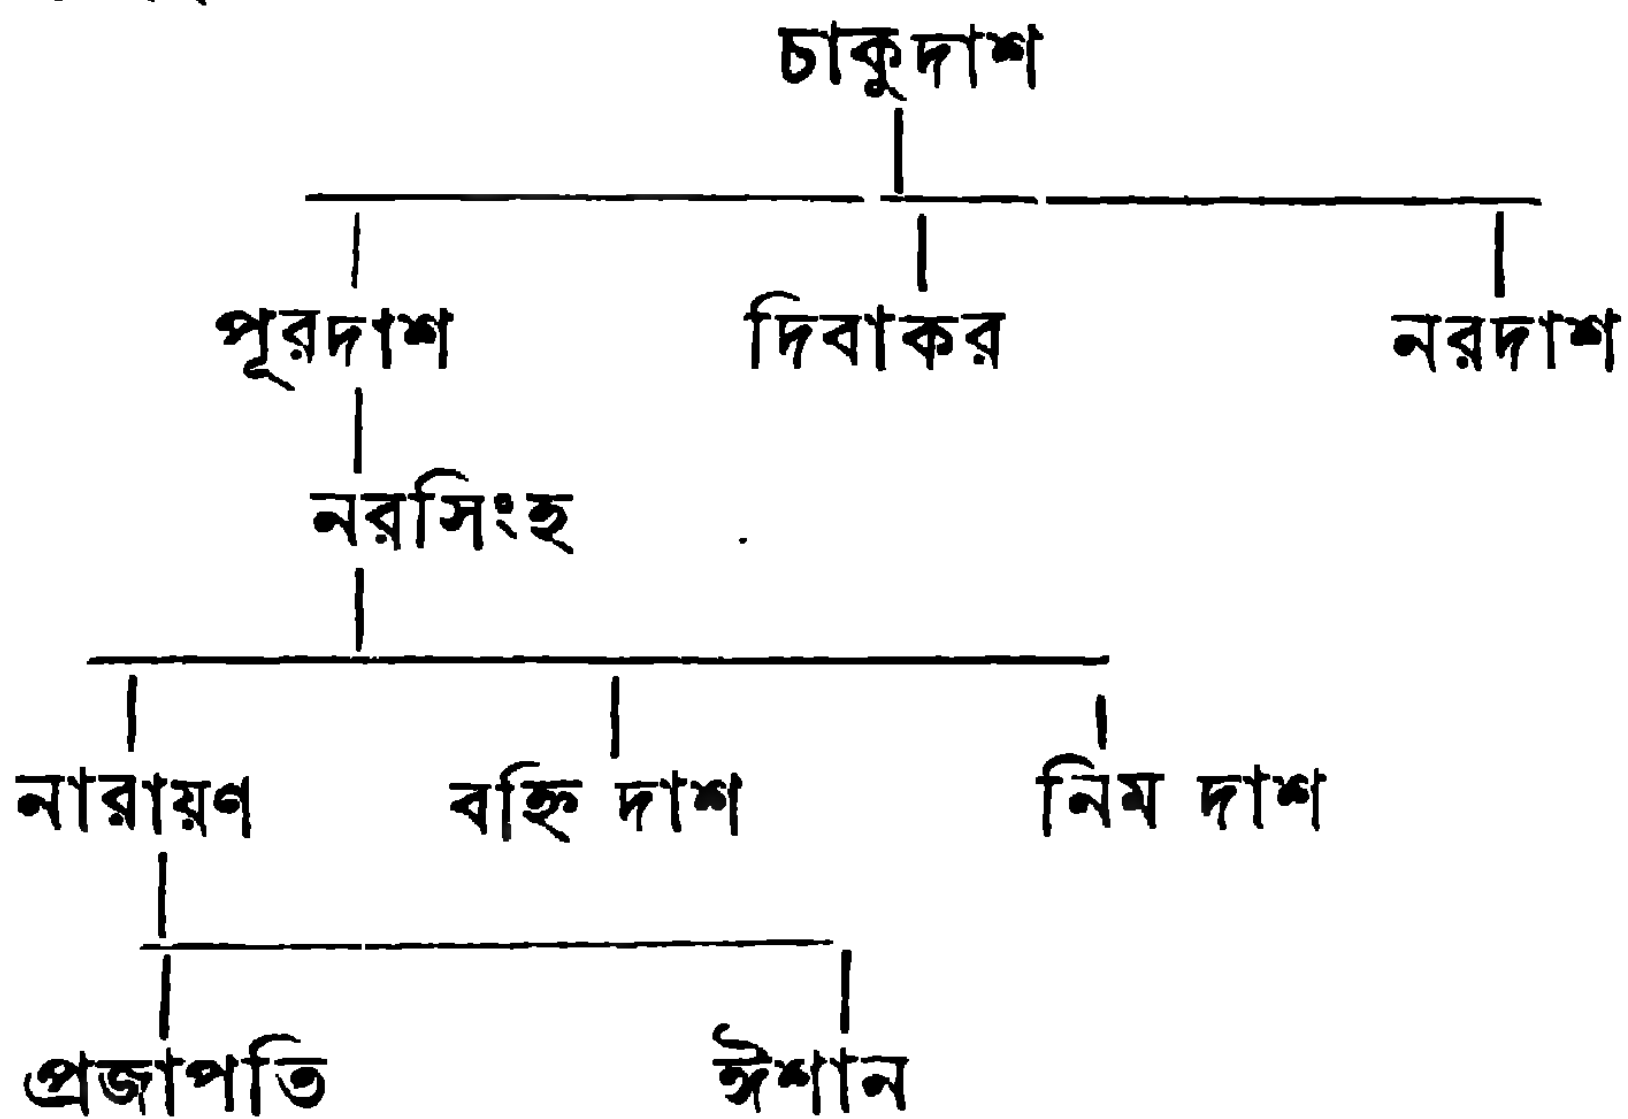 চাকুদাশ
পূরদাশ দিবাকর নরদাশ
নরসিংহ
নারায়ণ বহ্নি দাশ নিম দাশ
প্রজাপতি ঈশান